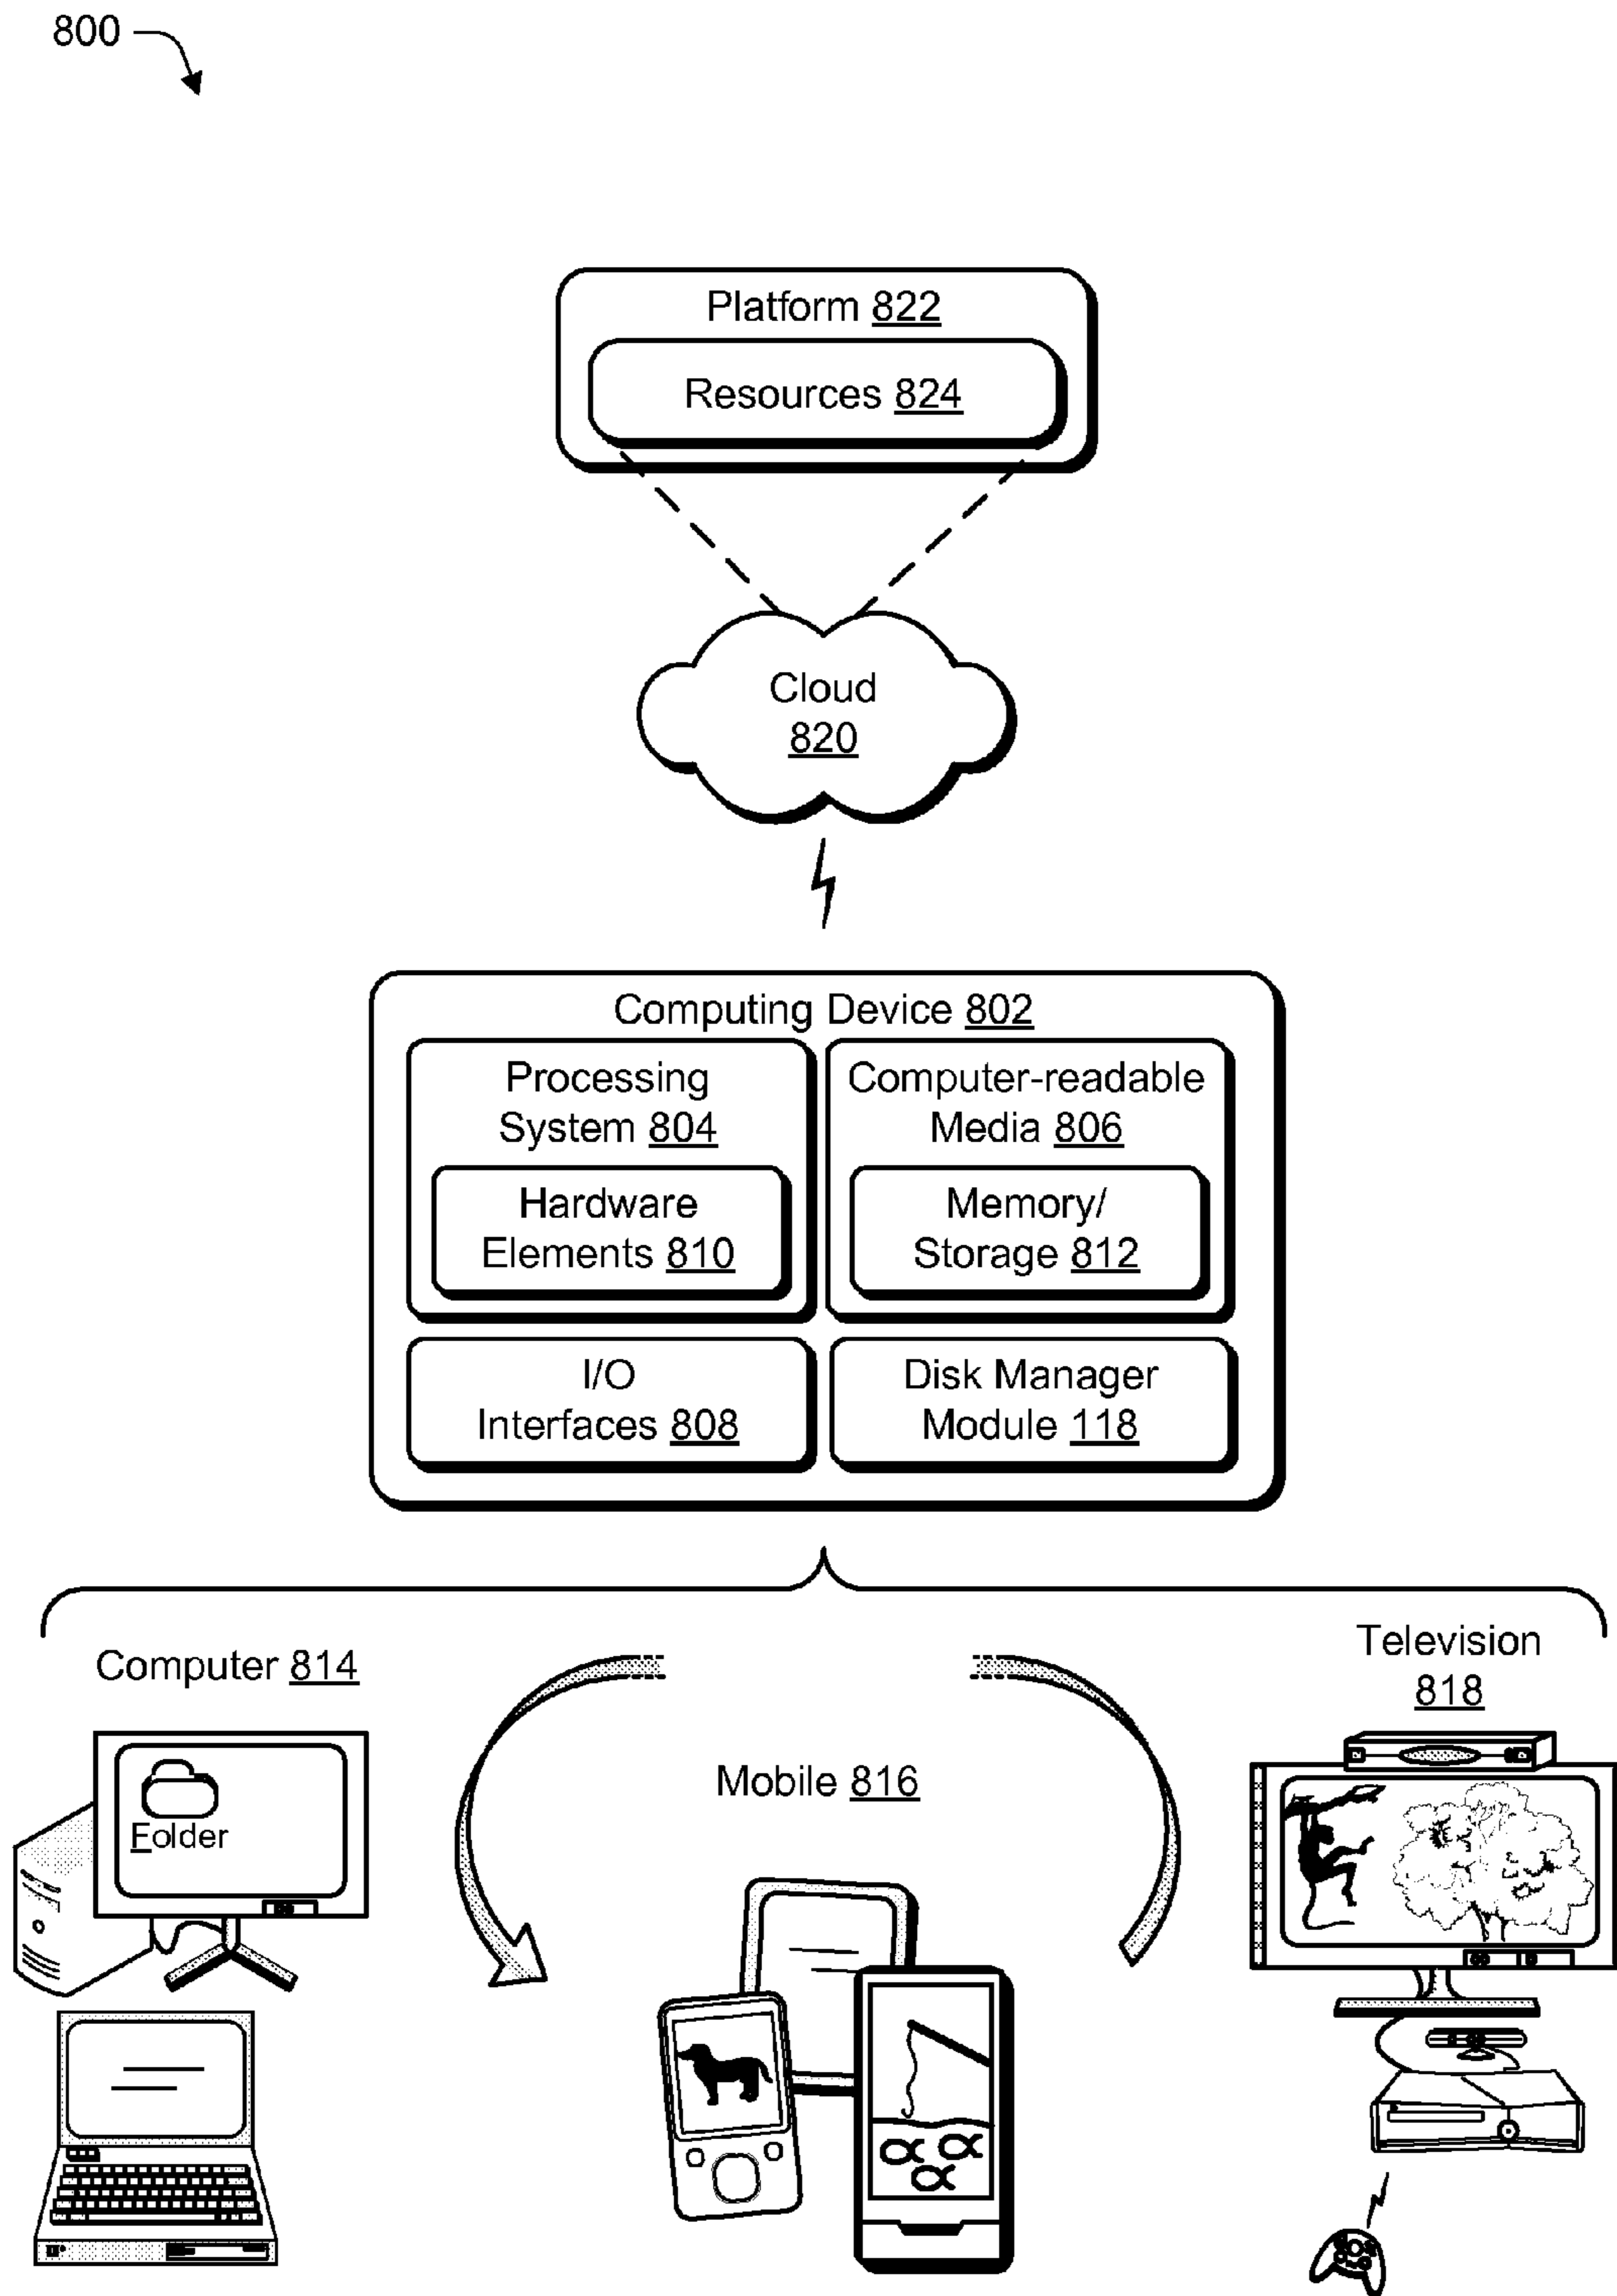 800
Platform 822
Resources 824
Cloud
820
Computing Device 802
Processing
System 804
Hardware
Elements 810
Computer-readable
Media 806
Memory/
Storage 812
I/O
Interfaces 808
Disk Manager
Module 118
Computer 814
Folder
Mobile 816
Television
818